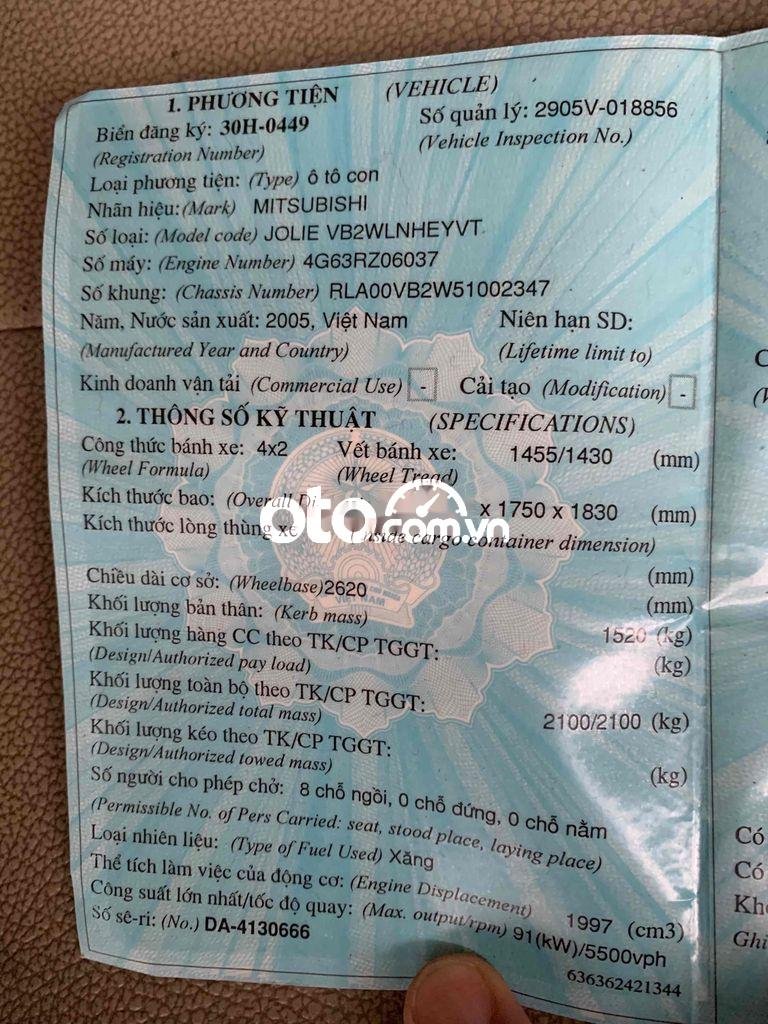 1. PHƯƠNG TIỆN (VEHICLE)
Biển đăng ký: 30H-0449 Số quản lý: 2905V-018856
(Registration Number) (Vehicle Inspection No.)
Loại phương tiện: (Type) ô tô con
Nhãn hiệu: (Mark) MITSUBISHI
Số loại: (Model code) JOLIE VB2WLNHEYVT
Số máy: (Engine Number) 4G63RZ06037
Số khung: (Chassis Number) RLA00VB2W51002347
Năm, Nước sản xuất: 2005, Việt Nam Niên hạn SD:
(Manufactured Year and Country) (Lifetime limit to)
Kinh doanh vận tải (Commercial Use) - Cải tạo (Modification) -
2. THÔNG SỐ KỸ THUẬT (SPECIFICATIONS)
Công thức bánh xe: 4x2 Vết bánh xe: 1455/1430 (mm)
(Wheel Formula) (Wheel Tread)
Kích thước bao: (Overall x 1750 x 1830 (mm)
oto.com.vn
Kích thước lòng thùng xe (Inside cargo container dimension)
(mm)
Chiều dài cơ sở: (Wheelbase) 2620 (mm)
Khối lượng bản thân: (Kerb mass) 1520 (kg)
Khối lượng hàng CC theo TK/CP TGGT: (kg)
(Design/Authorized pay load)
Khối lượng toàn bộ theo TK/CP TGGT: 2100/2100 (kg)
(Design/Authorized total mass)
Khối lượng kéo theo TK/CP TGGT: (kg)
(Design/Authorized towed mass)
Số người cho phép chở: 8 chỗ ngồi, 0 chỗ đứng, 0 chỗ nằm
(Permissible No. of Pers Carried: seat, stood place, laying place)
Loại nhiên liệu: (Type of Fuel Used) Xăng
Thể tích làm việc của động cơ: (Engine Displacement) 1997 (cm3)
Công suất lớn nhất/tốc độ quay: (Max. output/rpm) 91(kW)/5500vph
Số sê-ri: (No.) DA-4130666
636362421344
Có
Có
Kh
Ghi